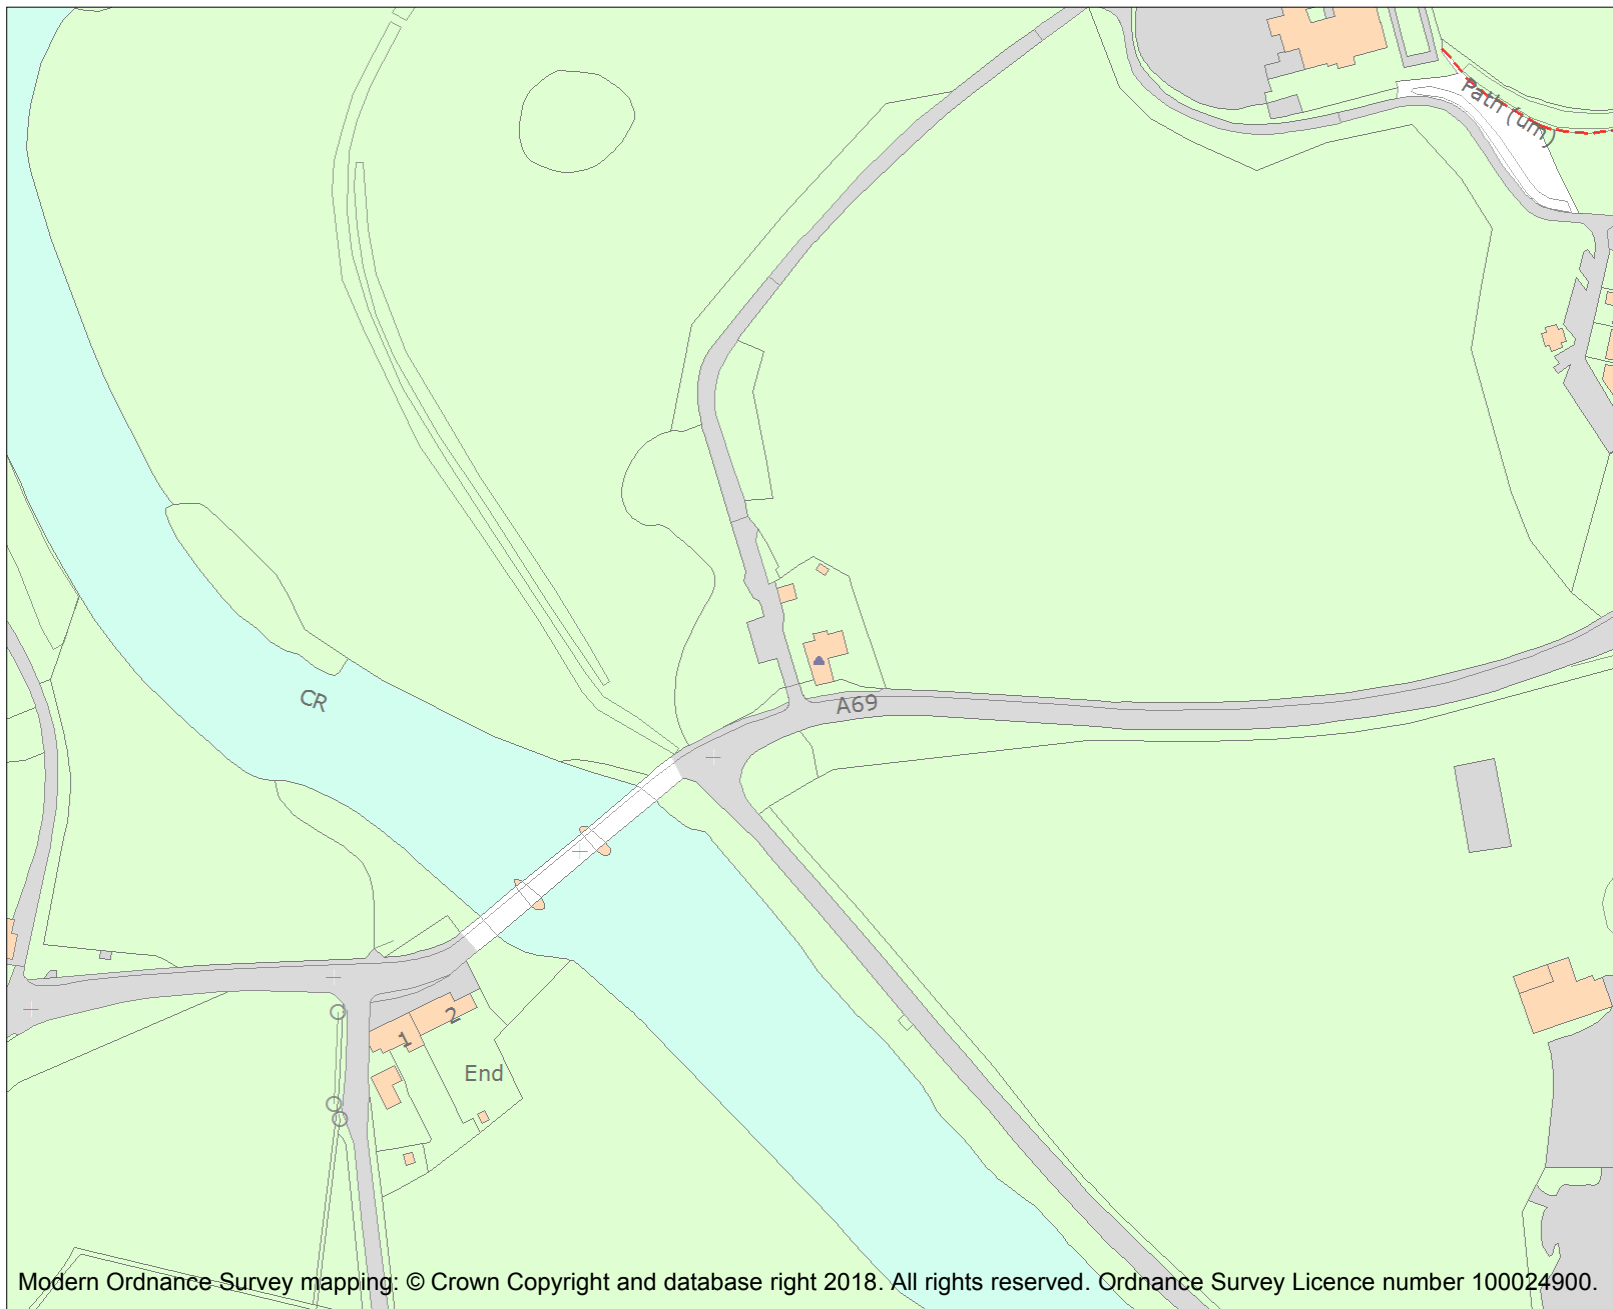 Path (um)
CR
A69
2
1
End
Modern Ordnance Survey mapping: © Crown Copyright and database right 2018. All rights reserved. Ordnance Survey Licence number 100024900.